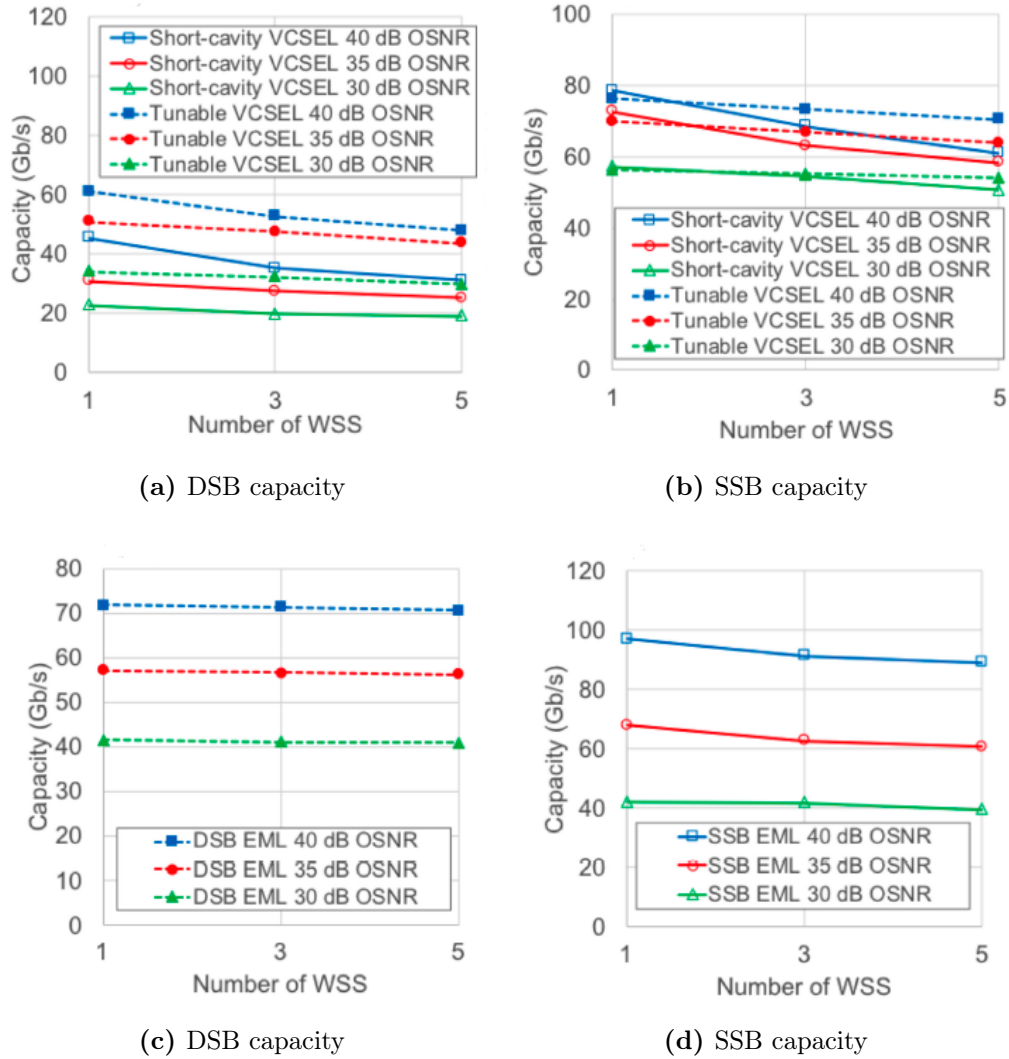 120
100
80
60
40
20
0
Capacity (Gb/s)
Short-cavity VCSEL 40 dB OSNR
Short-cavity VCSEL 35 dB OSNR
Short-cavity VCSEL 30 dB OSNR
Tunable VCSEL 40 dB OSNR
Tunable VCSEL 35 dB OSNR
Tunable VCSEL 30 dB OSNR
1 3 5
Number of WSS
(a) DSB capacity
100
80
60
40
20
0
Capacity (Gb/s)
Short-cavity VCSEL 40 dB OSNR
Short-cavity VCSEL 35 dB OSNR
Short-cavity VCSEL 30 dB OSNR
Tunable VCSEL 40 dB OSNR
Tunable VCSEL 35 dB OSNR
Tunable VCSEL 30 dB OSNR
1 3 5
Number of WSS
(b) SSB capacity
80
70
60
50
40
30
20
10
0
Capacity (Gb/s)
DSB EML 40 dB OSNR
DSB EML 35 dB OSNR
DSB EML 30 dB OSNR
1 3 5
Number of WSS
(c) DSB capacity
120
100
80
60
40
20
0
Capacity (Gb/s)
SSB EML 40 dB OSNR
SSB EML 35 dB OSNR
SSB EML 30 dB OSNR
1 3 5
Number of WSS
(d) SSB capacity